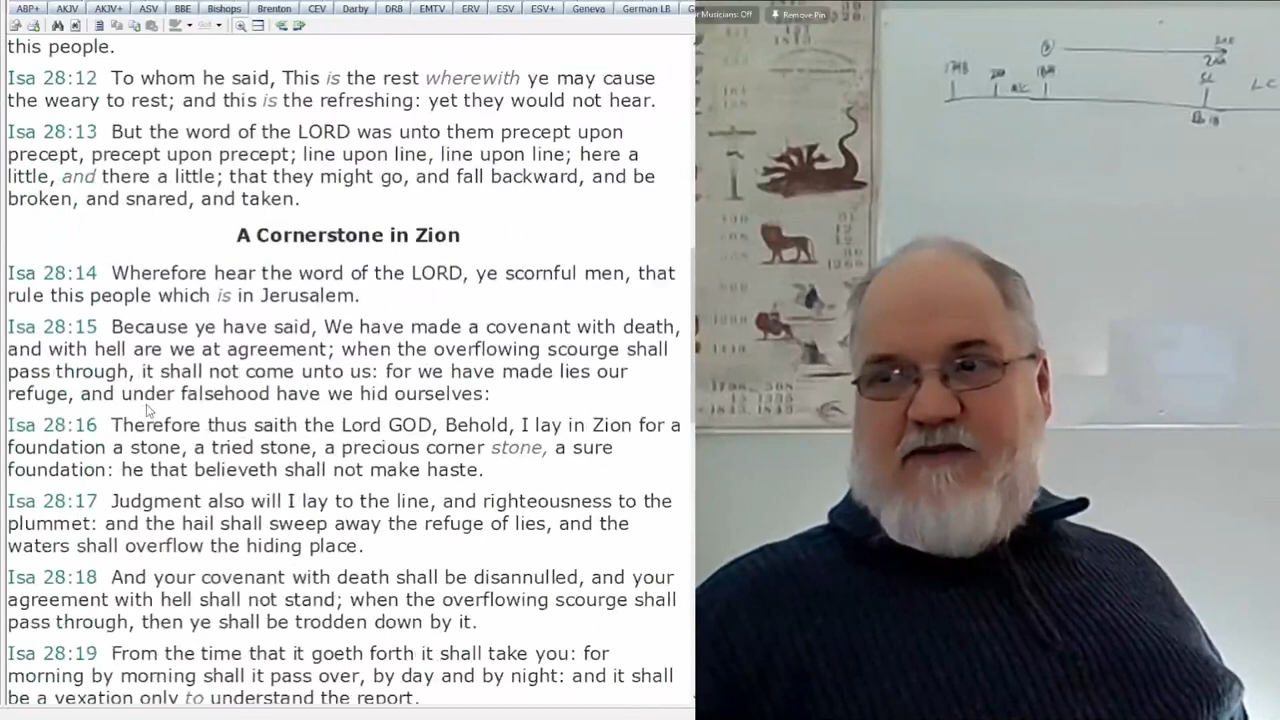 ABP+ AKJV AKJV+ ASV BBE Bishops Brenton CEV Darby DRB EMTV ERV ESV ESV+ Geneva German LB
this people.
Isa 28:12 To whom he said, This is the rest wherewith ye may cause
the weary to rest; and this is the refreshing: yet they would not hear.
Isa 28:13 But the word of the LORD was unto them precept upon
precept, precept upon precept; line upon line, line upon line; here a
little, and there a little; that they might go, and fall backward, and be
broken, and snared, and taken.
A Cornerstone in Zion
Isa 28:14 Wherefore hear the word of the LORD, ye scornful men, that
rule this people which is in Jerusalem.
Isa 28:15 Because ye have said, We have made a covenant with death,
and with hell are we at agreement; when the overflowing scourge shall
pass through, it shall not come unto us: for we have made lies our
refuge, and under falsehood have we hid ourselves:
Isa 28:16 Therefore thus saith the Lord GOD, Behold, I lay in Zion for a
foundation a stone, a tried stone, a precious corner stone, a sure
foundation: he that believeth shall not make haste.
Isa 28:17 Judgment also will I lay to the line, and righteousness to the
plummet: and the hail shall sweep away the refuge of lies, and the
waters shall overflow the hiding place.
Isa 28:18 And your covenant with death shall be disannulled, and your
agreement with hell shall not stand; when the overflowing scourge shall
pass through, then ye shall be trodden down by it.
Isa 28:19 From the time that it goeth forth it shall take you: for
morning by morning shall it pass over, by day and by night: and it shall
be a vexation only to understand the report.
r Musicians: Off Remove Pin
1798
SL
LC